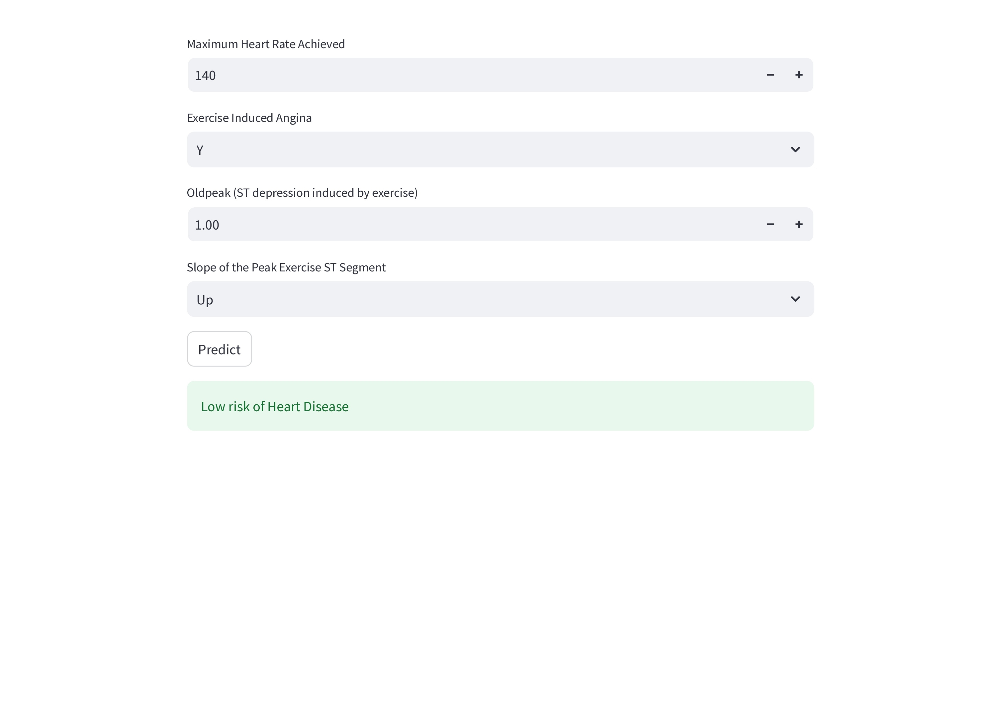 Maximum Heart Rate Achieved
140
Exercise Induced Angina
Y
Oldpeak (ST depression induced by exercise)
1.00
Slope of the Peak Exercise ST Segment
Up
Predict
Low risk of Heart Disease